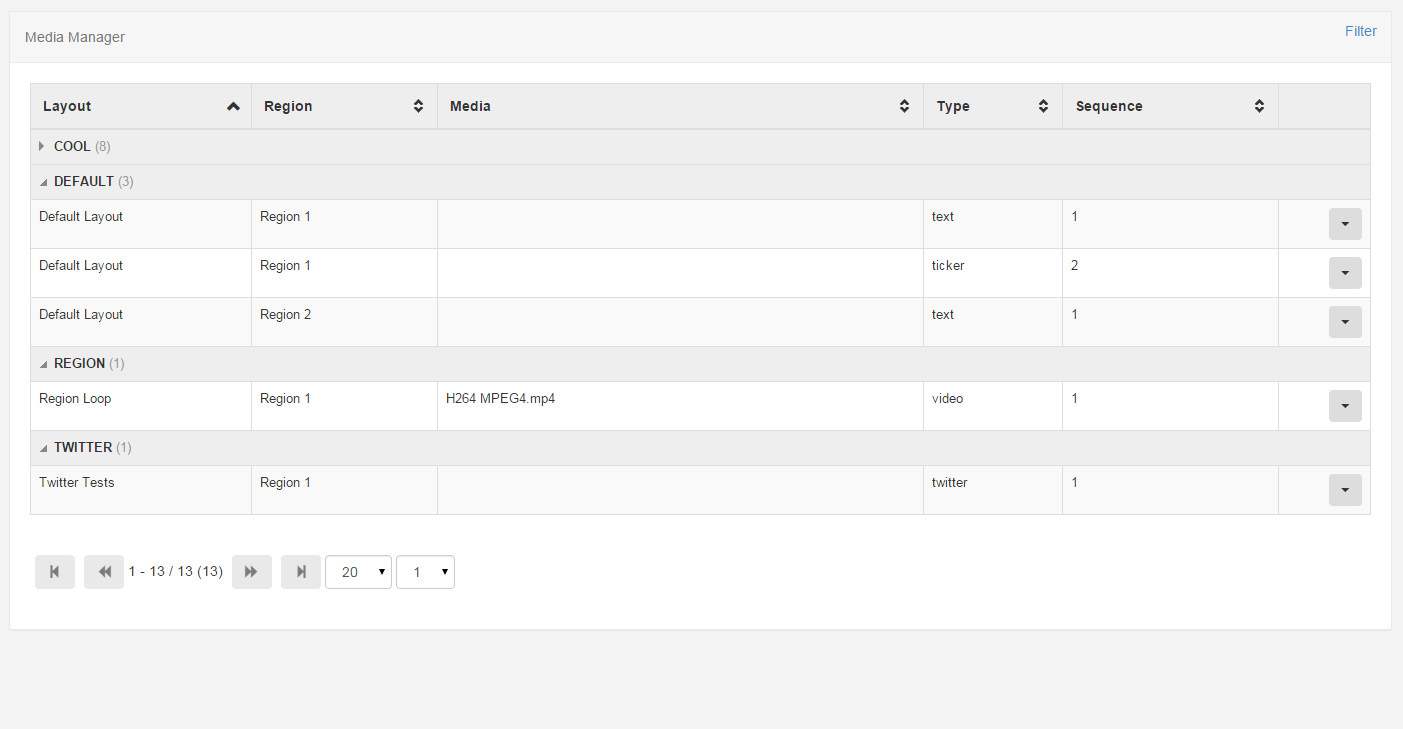 Media Manager
Filter
Layout Region Media Type Sequence
COOL (8)
DEFAULT (3)
Default Layout Region 1 text 1
Default Layout Region 1 ticker 2
Default Layout Region 2 text 1
REGION (1)
Region Loop Region 1 H264 MPEG4.mp4 video 1
TWITTER (1)
Twitter Tests Region 1 twitter 1
1 - 13 / 13 (13) 20 1